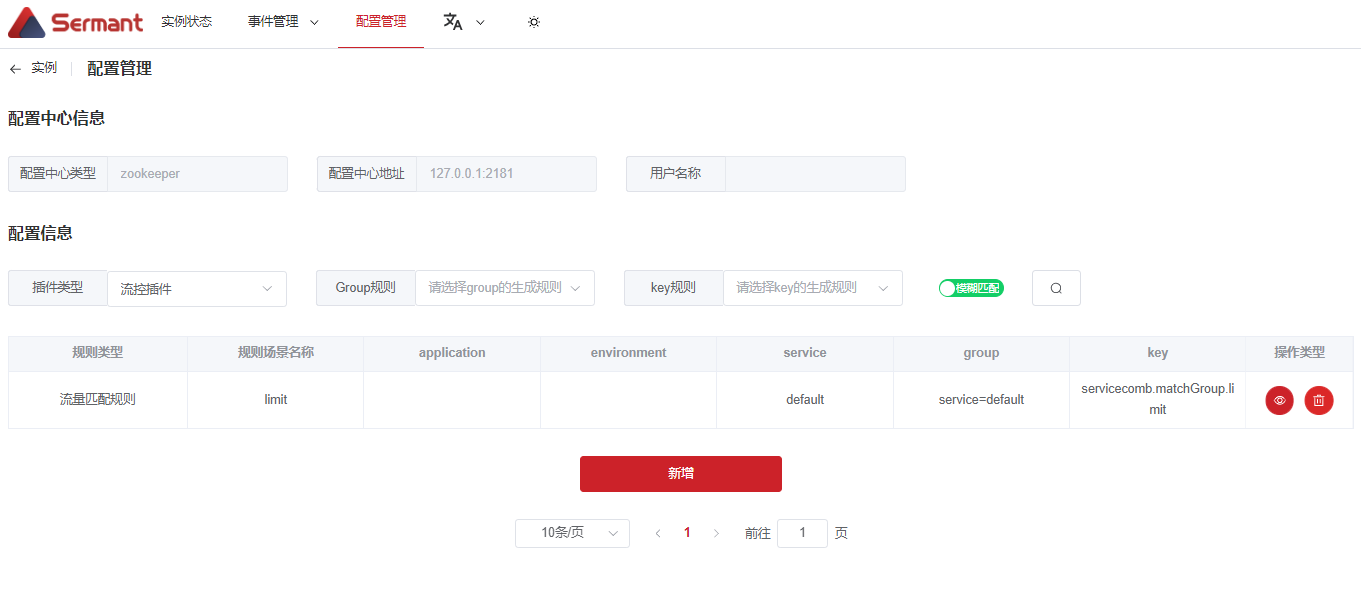 Sermant 实例状态 事件管理 配置管理
实例 配置管理
配置中心信息
配置中心类型 zookeeper 配置中心地址 127.0.0.1:2181 用户名称
配置信息
插件类型 流控插件 Group规则 请选择group的生成规则 key规则 请选择key的生成规则 模糊匹配
规则类型 规则场景名称 application environment service group key 操作类型
流量匹配规则 limit default service=default servicecomb.matchGroup.li
mit
新增
10条/页 1 前往 1 页